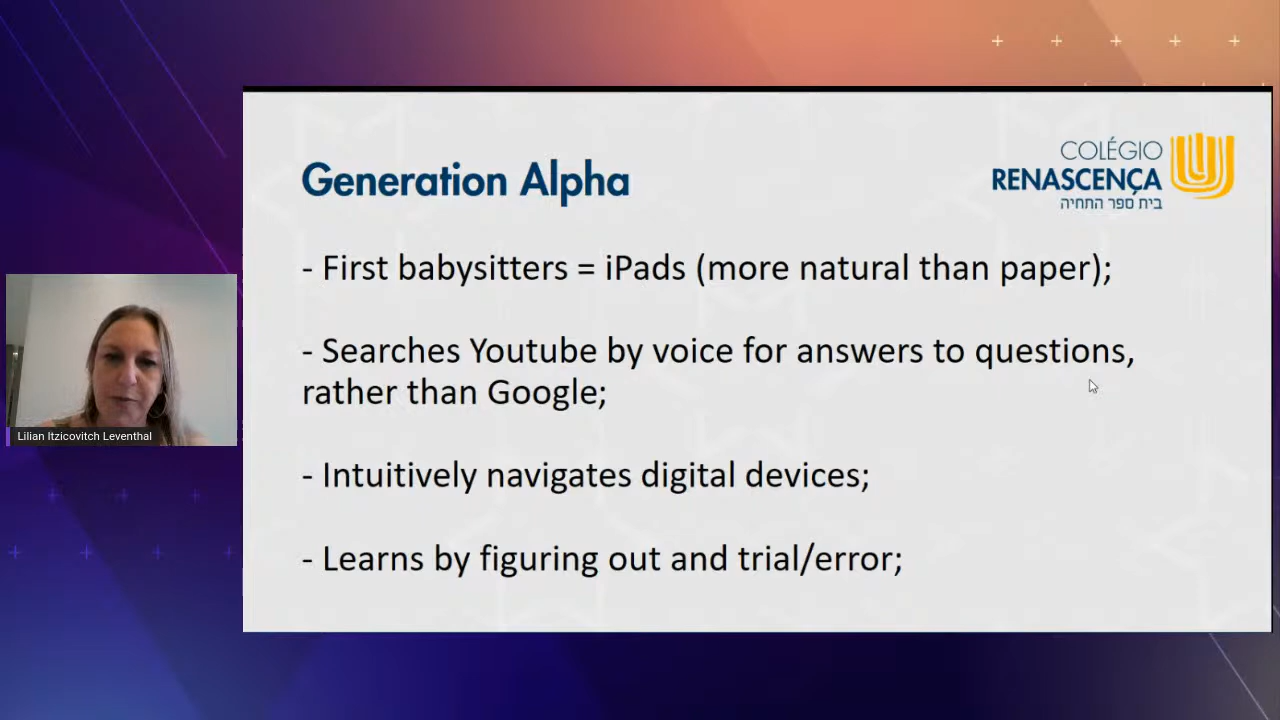 Generation Alpha
COLÉGIO
RENASCENÇA
בית ספר התחיה
- First babysitters = iPads (more natural than paper);
- Searches Youtube by voice for answers to questions,
rather than Google;
- Intuitively navigates digital devices;
- Learns by figuring out and trial/error;
Lilian Itzicovitch Leventhal